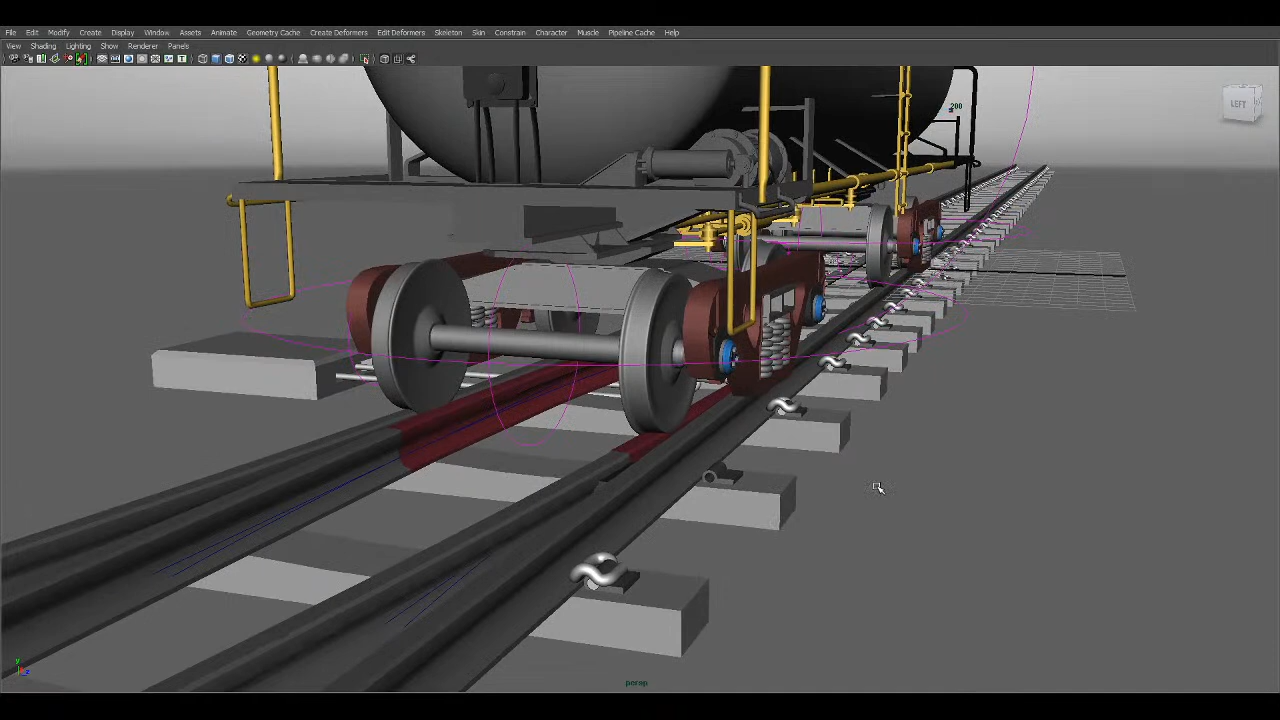 File Edit Modify Create Display Window Assets Animate Geometry Cache Create Deformers Edit Deformers Skeleton Skin Constrain Character Muscle Pipeline Cache Help
View Shading Lighting Show Renderer Panels
200
LEFT
y
z
persp